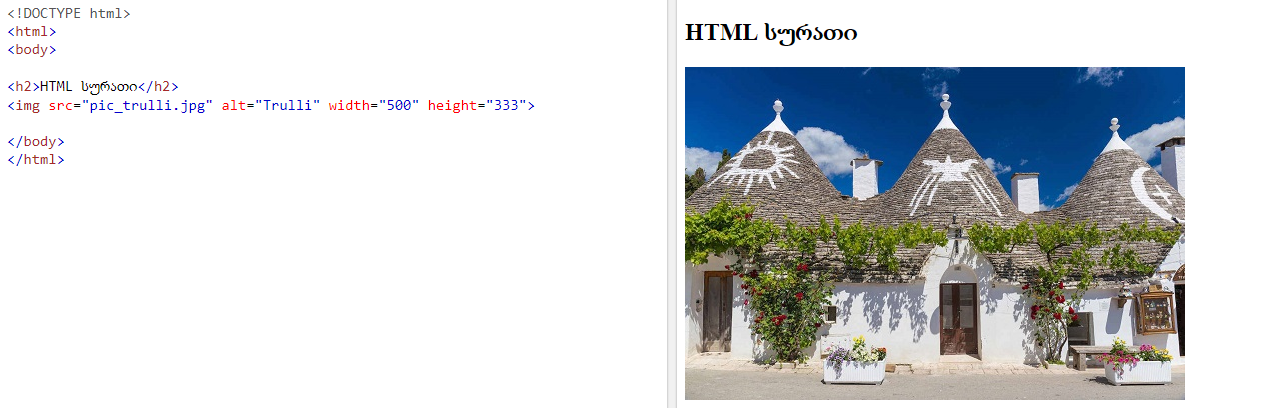 <!DOCTYPE html>
<html>
<body>
<h2>HTML სურათი</h2>
<img src="pic_trulli.jpg" alt="Trulli" width="500" height="333">
</body>
</html>
HTML სურათი